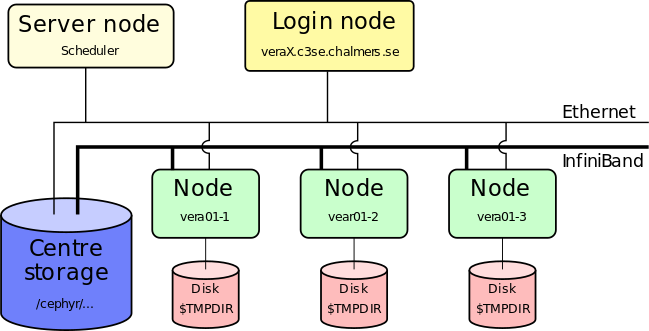 Server node
Scheduler
Login node
veraX.c3se.chalmers.se
Ethernet
InfiniBand
Node
vera01-1
Node
vear01-2
Node
vera01-3
Centre
storage
/cephyr/...
Disk
$TMPDIR
Disk
$TMPDIR
Disk
$TMPDIR